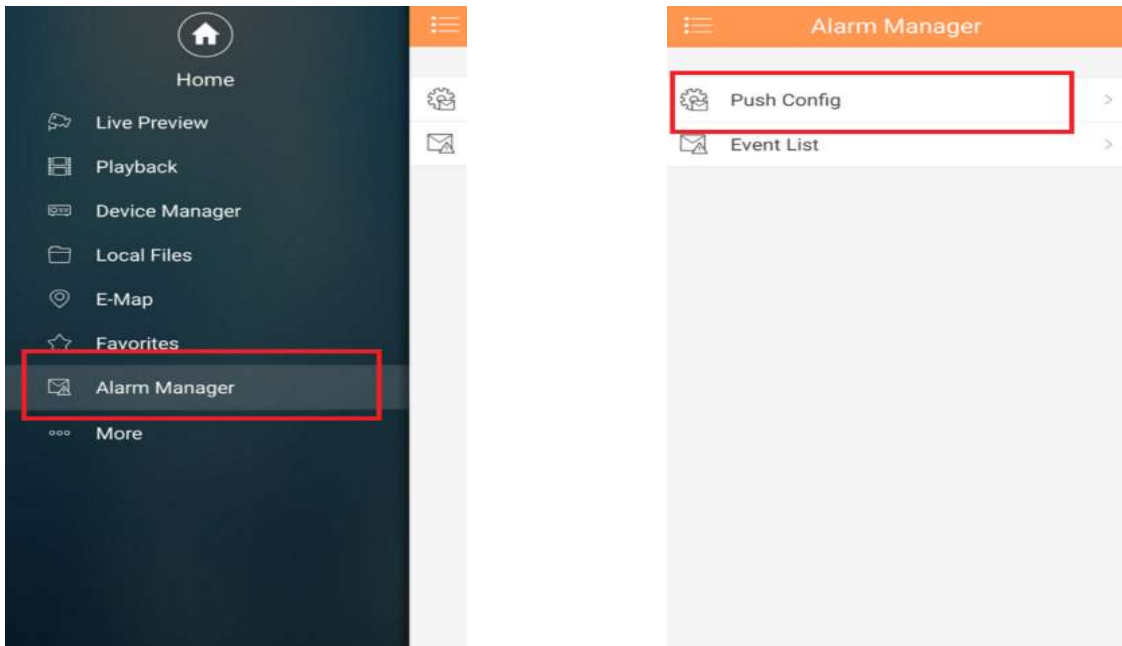 Home
Live Preview
Playback
Device Manager
Local Files
E-Map
Favorites
Alarm Manager
More
Alarm Manager
Push Config
Event List